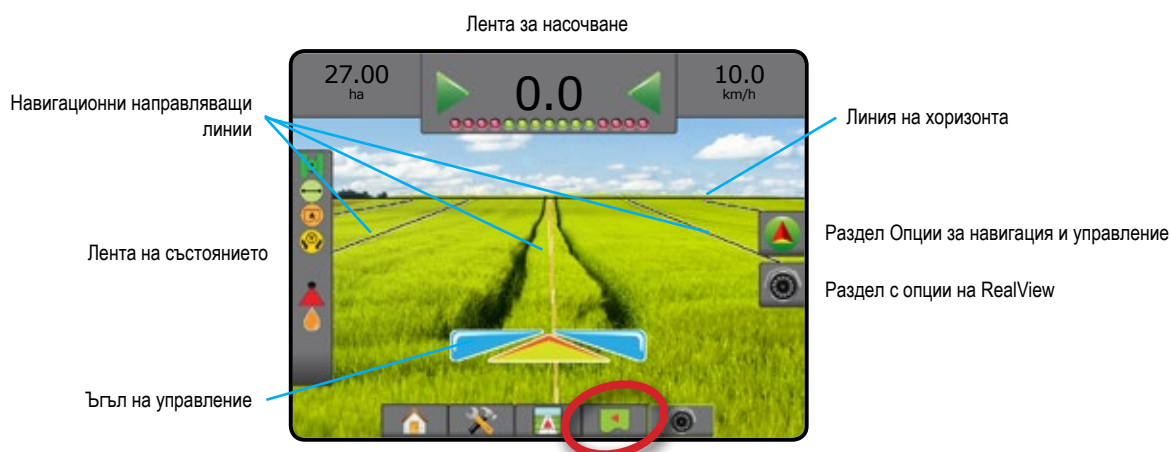 Лента за насочване
27.00
ha
0.0
10.0
km/h
Навигационни направляващи
линии
Линия на хоризонта
Раздел Опции за навигация и управление
Лента на състоянието
Раздел с опции на RealView
Ъгъл на управление